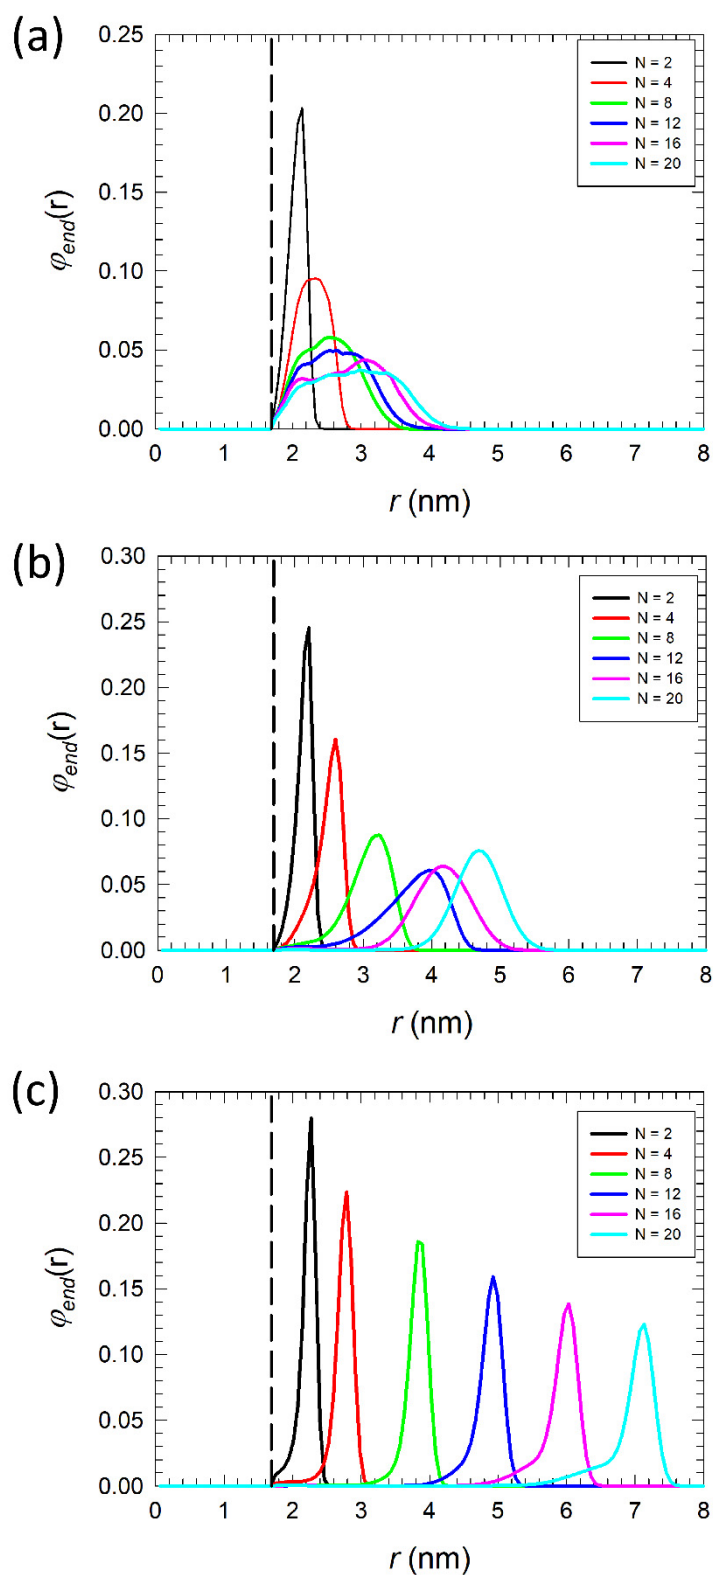 (a)
0.25
0.20
0.15
0.10
0.05
0.00
φend(r)
N = 2
N = 4
N = 8
N = 12
N = 16
N = 20
0 1 2 3 4 5 6 7 8
r (nm)
(b)
0.30
0.25
0.20
0.15
0.10
0.05
0.00
φend(r)
N = 2
N = 4
N = 8
N = 12
N = 16
N = 20
0 1 2 3 4 5 6 7 8
r (nm)
(c)
0.30
0.25
0.20
0.15
0.10
0.05
0.00
φend(r)
N = 2
N = 4
N = 8
N = 12
N = 16
N = 20
0 1 2 3 4 5 6 7 8
r (nm)